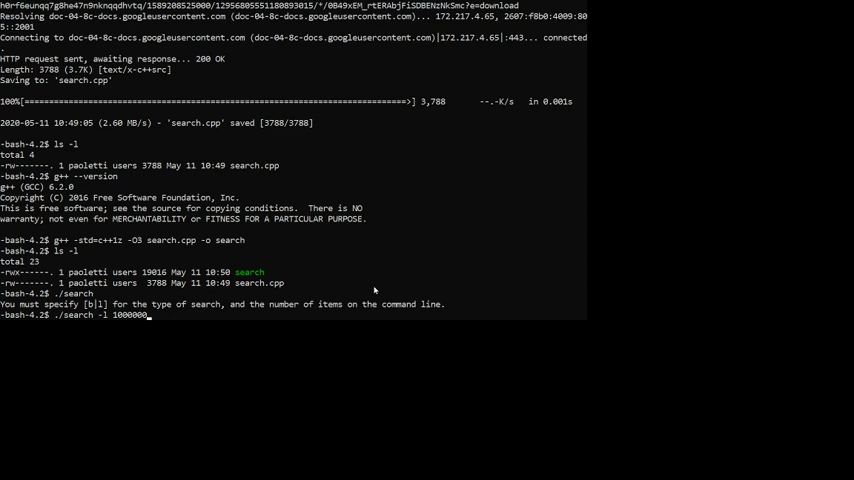 h0rf6eunqq7g8he47n9nknqqdhvtq/1589208525000/12956805551180893015/*/0B49xEM_rtERAbjFiSDBENzNkSmc?e=download
Resolving doc-04-8c-docs.googleusercontent.com (doc-04-8c-docs.googleusercontent.com)... 172.217.4.65, 2607:f8b0:4009:80
5::2001
Connecting to doc-04-8c-docs.googleusercontent.com (doc-04-8c-docs.googleusercontent.com)|172.217.4.65|:443... connected
.
HTTP request sent, awaiting response... 200 OK
Length: 3788 (3.7K) [text/x-c++src]
Saving to: 'search.cpp'
100%[=================================================================================>] 3,788       --.-K/s   in 0.001s
2020-05-11 10:49:05 (2.60 MB/s) - 'search.cpp' saved [3788/3788]
-bash-4.2$ ls -l
total 4
-rw-------. 1 paoletti users 3788 May 11 10:49 search.cpp
-bash-4.2$ g++ --version
g++ (GCC) 6.2.0
Copyright (C) 2016 Free Software Foundation, Inc.
This is free software; see the source for copying conditions.  There is NO
warranty; not even for MERCHANTABILITY or FITNESS FOR A PARTICULAR PURPOSE.
-bash-4.2$ g++ -std=c++1z -O3 search.cpp -o search
-bash-4.2$ ls -l
total 23
-rwx------. 1 paoletti users 19016 May 11 10:50 search
-rw-------. 1 paoletti users  3788 May 11 10:49 search.cpp
-bash-4.2$ ./search
You must specify [b|l] for the type of search, and the number of items on the command line.
-bash-4.2$ ./search -l 1000000